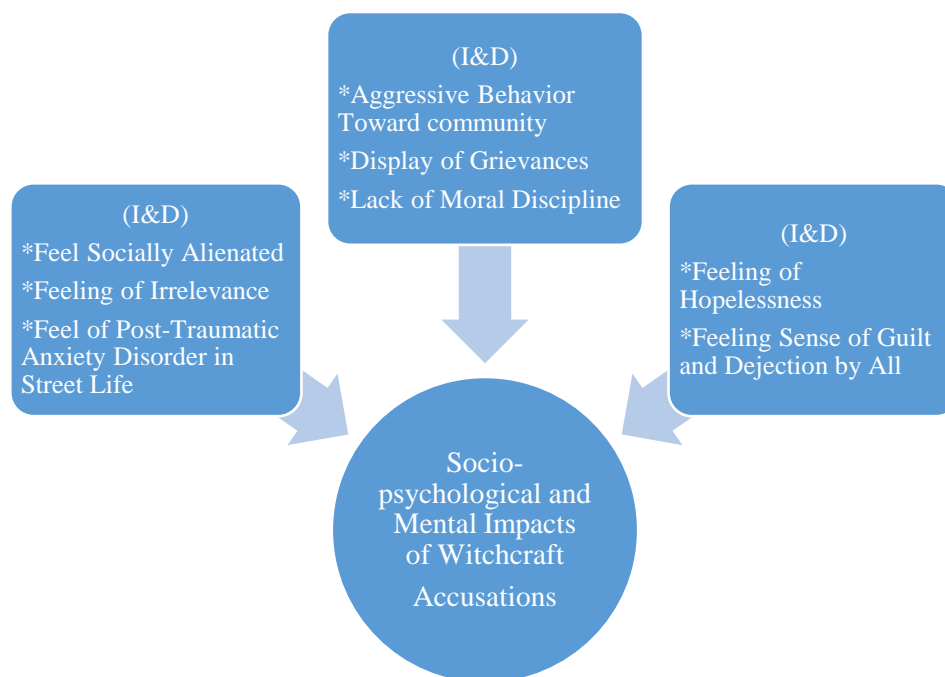 (I&D)
*Feel Socially Alienated
*Feeling of Irrelevance
*Feel of Post-Traumatic
Anxiety Disorder in
Street Life
(I&D)
*Aggressive Behavior
Toward community
*Display of Grievances
*Lack of Moral Discipline
(I&D)
*Feeling of
Hopelessness
*Feeling Sense of Guilt
and Dejection by All
Socio-
psychological and
Mental Impacts
of Witchcraft
Accusations